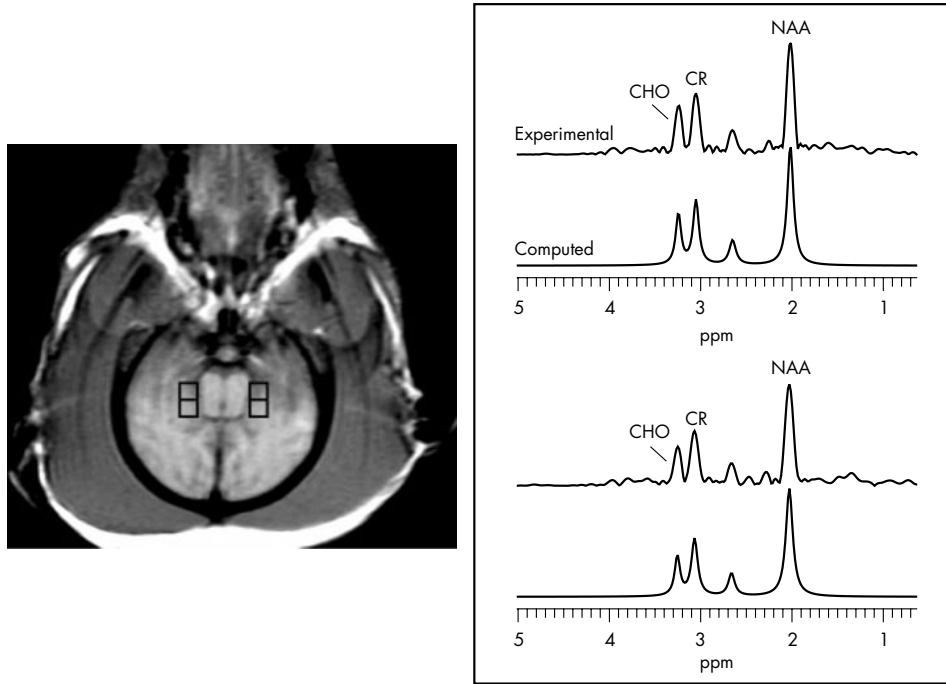 NAA
CR
CHO
Experimental
Computed
5 4 3 2 1
ppm
NAA
CR
CHO
5 4 3 2 1
ppm